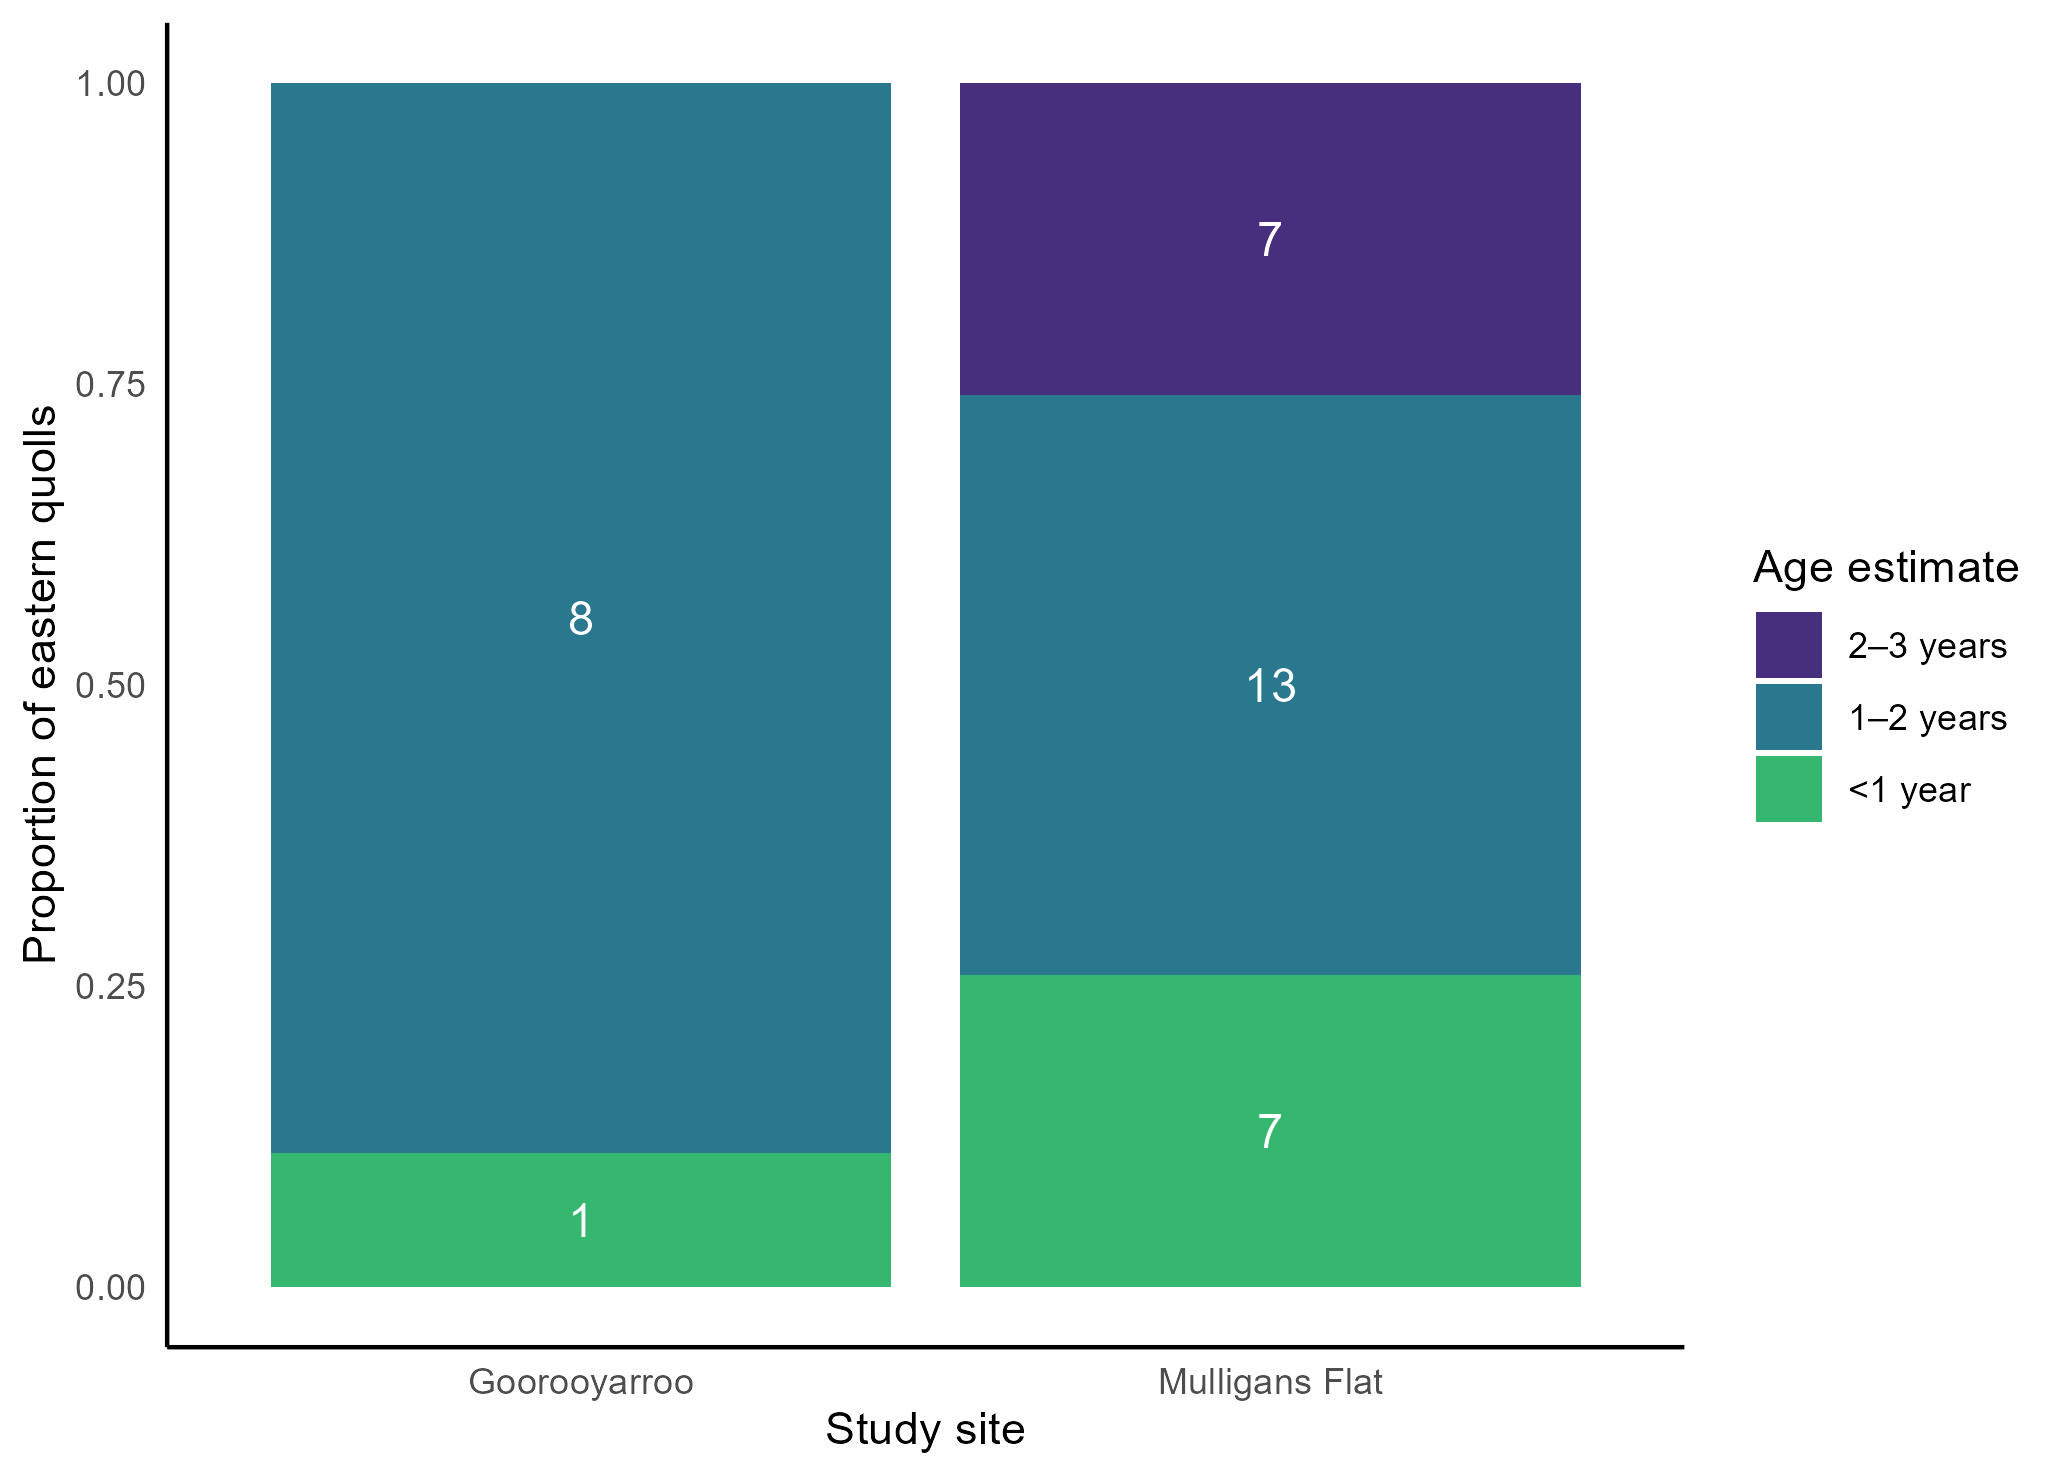 1.00
0.75
0.50
0.25
0.00
Proportion of eastern quolls
8
1
7
13
7
Goorooyarroo
Mulligans Flat
Study site
Age estimate
2–3 years
1–2 years
<1 year